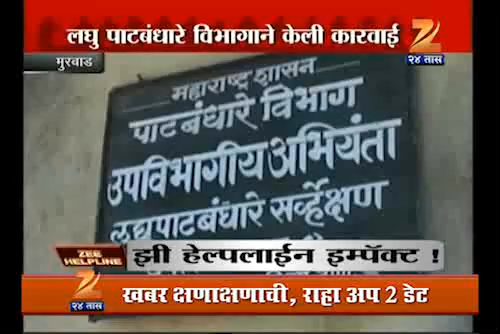 लघु पाटबंधारे विभागाने केली कारवाई
२४ तास
मुरबाड
महाराष्ट्र शासन
पाटबंधारे विभाग
उपविभागीय अभियंता
लघुपाटबंधारे सर्व्हेक्षण
ZEE HELPLINE
झी हेल्पलाईन इम्पॅक्ट !
२४ तास
खबर क्षणाक्षणाची, राहा अप 2 डेट